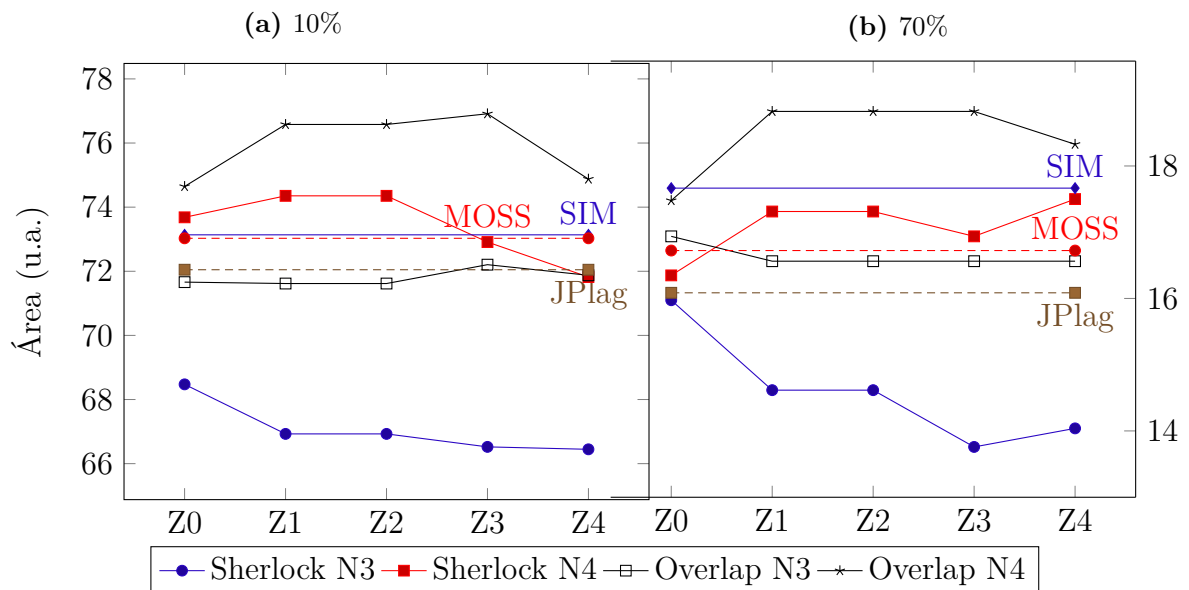 (a) 10%
(b) 70%
Área (u.a.)
78
76
74
72
70
68
66
MOSS
SIM
JPlag
Z0 Z1 Z2 Z3 Z4
18
16
14
SIM
MOSS
JPlag
Z0 Z1 Z2 Z3 Z4
Sherlock N3 Sherlock N4 Overlap N3 Overlap N4